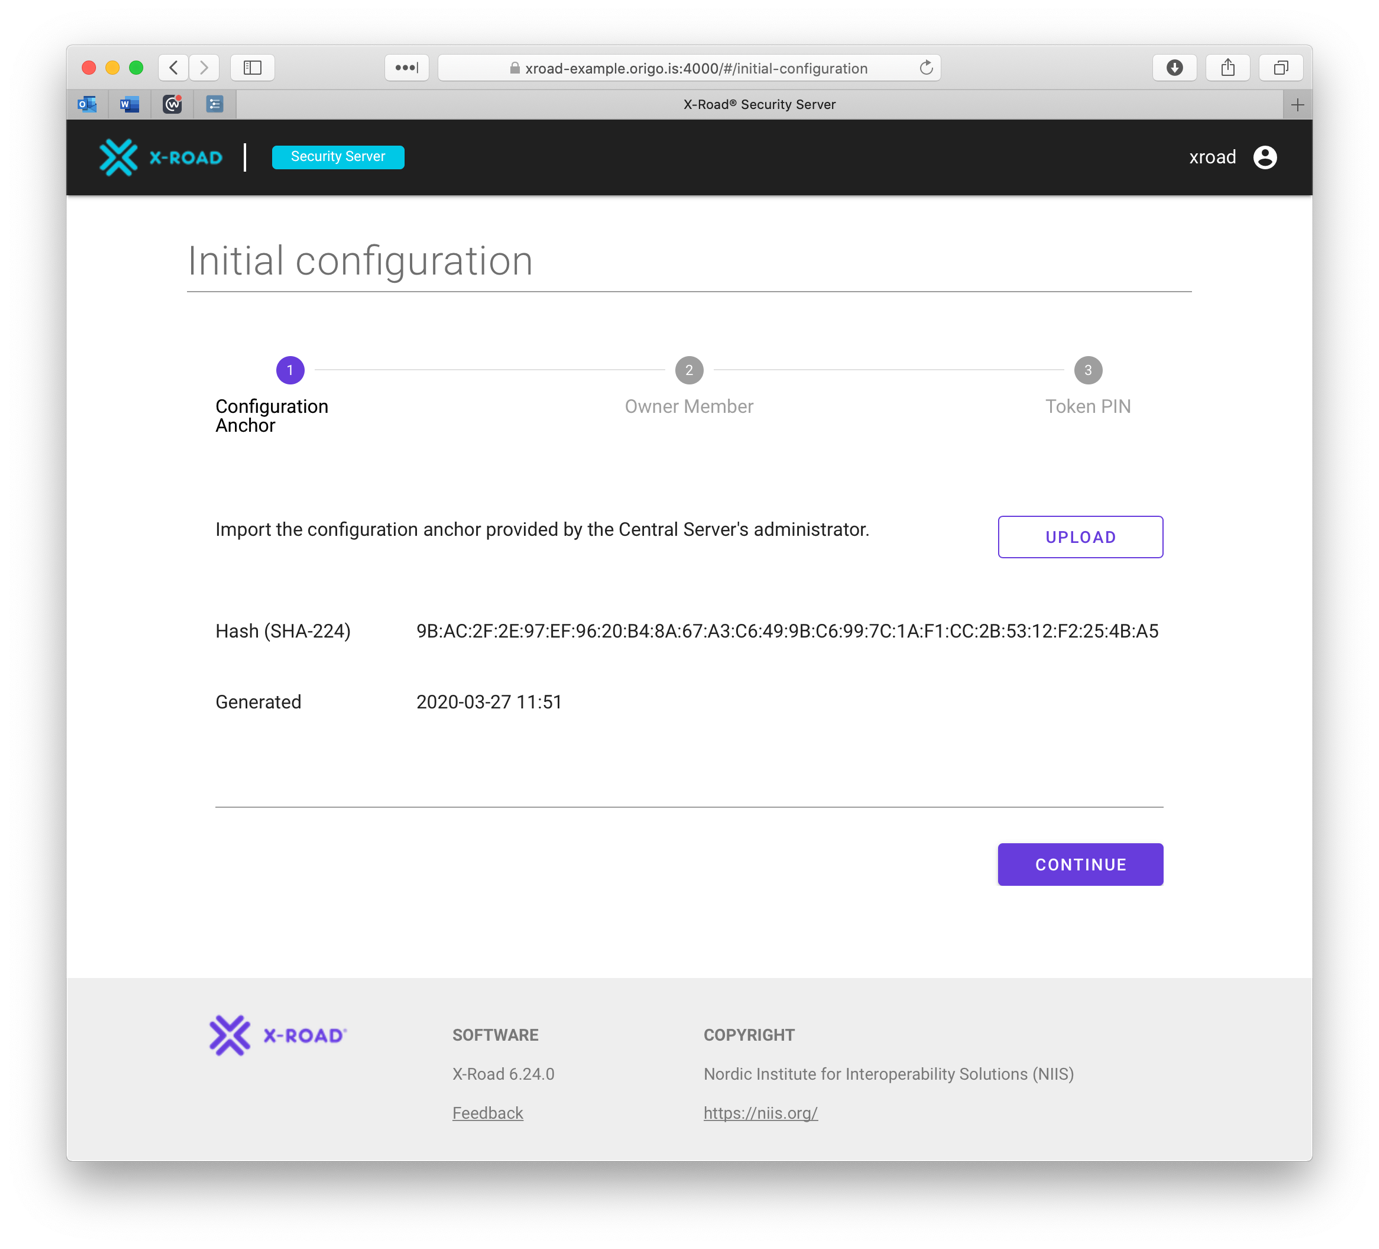 xroad-example.origo.is:4000/#/initial-configuration
X-Road® Security Server
X-ROAD
Security Server
xroad
Initial configuration
1
2
3
Configuration
Anchor
Owner Member
Token PIN
Import the configuration anchor provided by the Central Server's administrator.
UPLOAD
Hash (SHA-224)
9B:AC:2F:2E:97:EF:96:20:B4:8A:67:A3:C6:49:9B:C6:99:7C:1A:F1:CC:2B:53:12:F2:25:4B:A5
Generated
2020-03-27 11:51
CONTINUE
X-ROAD®
SOFTWARE
COPYRIGHT
X-Road 6.24.0
Nordic Institute for Interoperability Solutions (NIIS)
Feedback
https://niis.org/